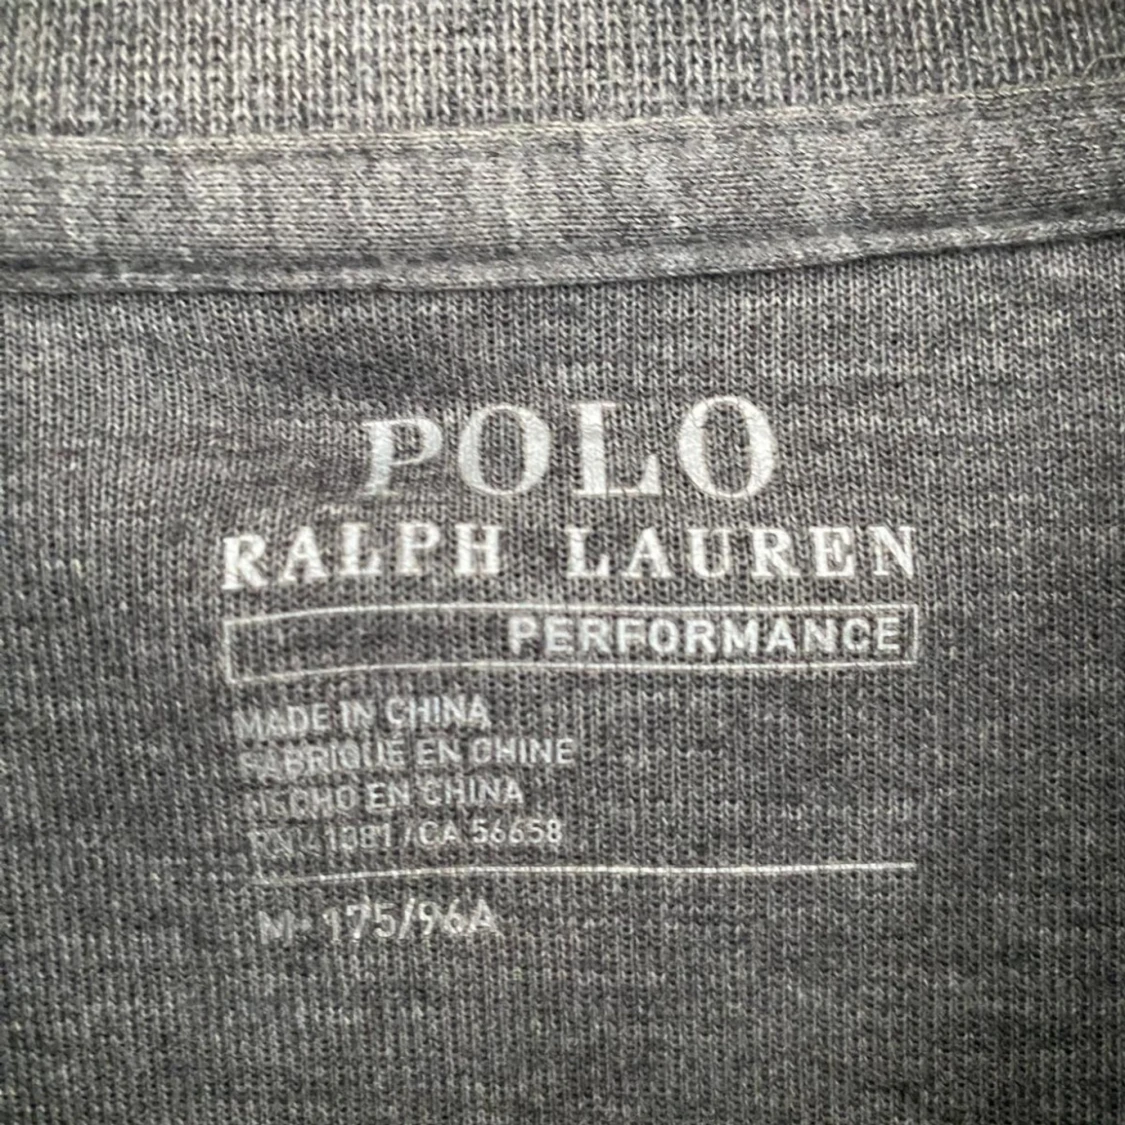 POLO
RALPH LAUREN
PERFORMANCE
MADE IN CHINA
FABRIQUE EN CHINE
HECHO EN CHINA
RN 41381 / CA 56658
M • 175/96A